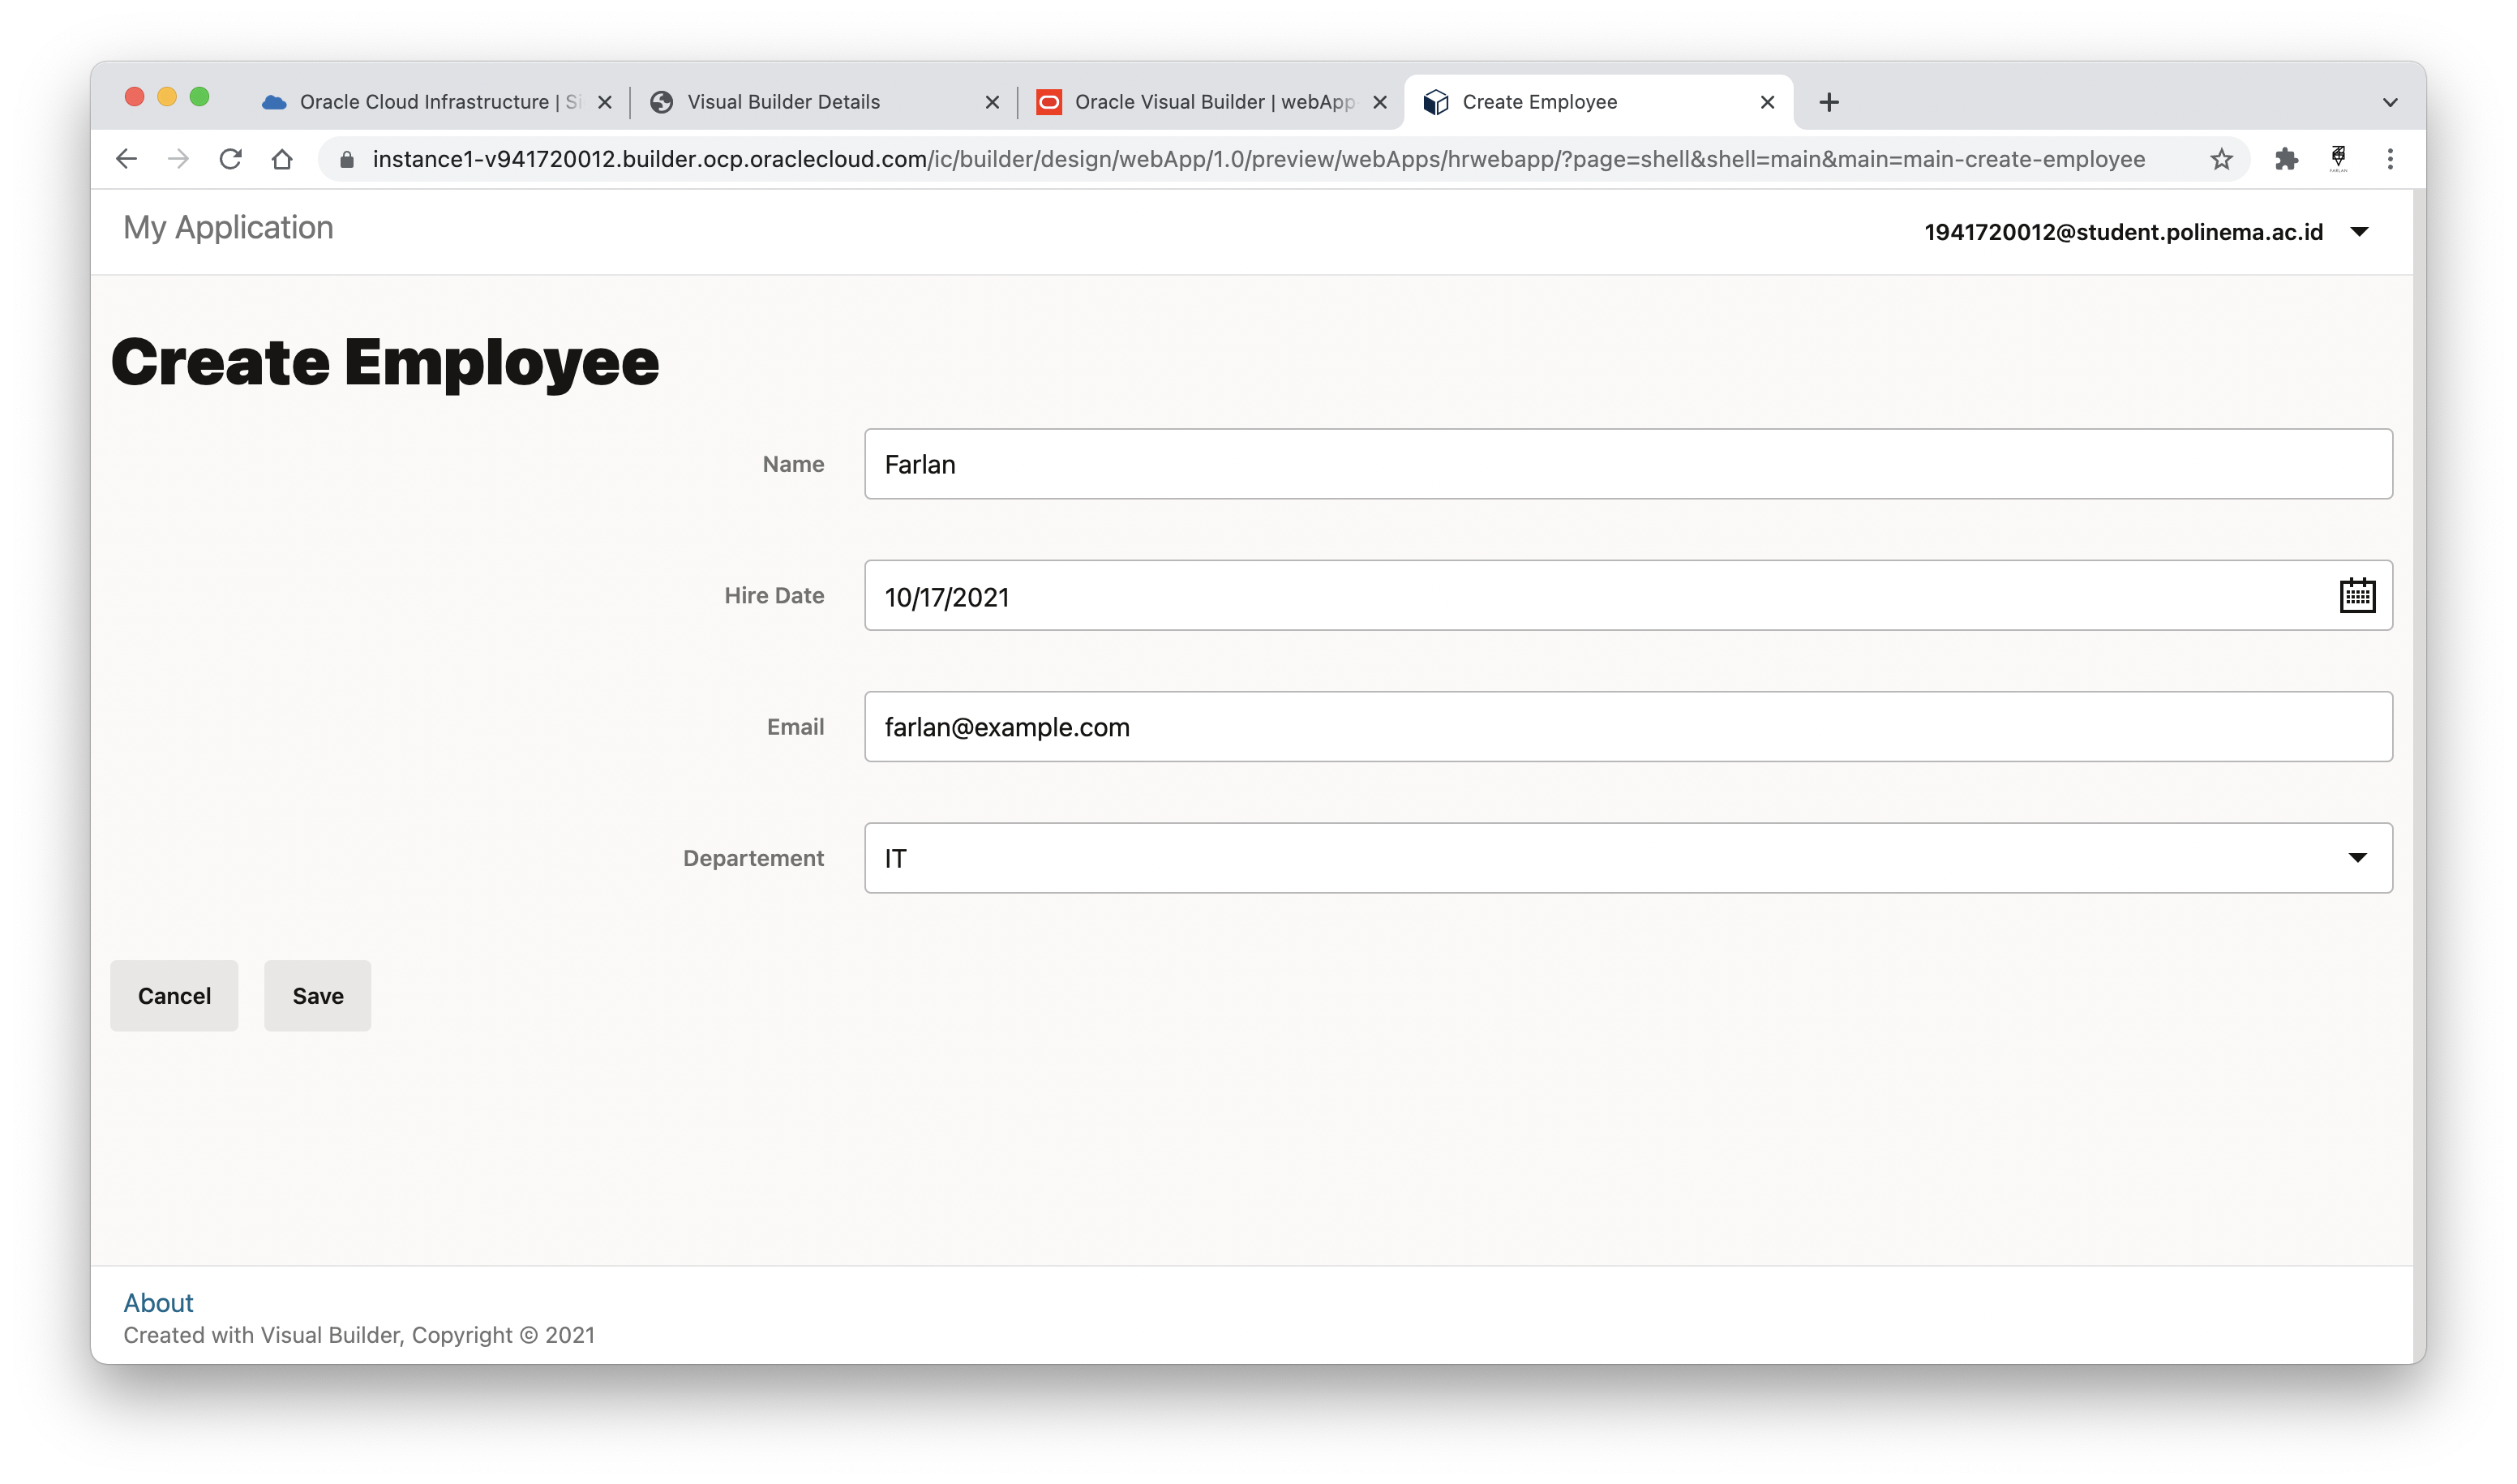 Oracle Cloud Infrastructure | Si
Visual Builder Details
Oracle Visual Builder | webApp
Create Employee
instance1-v941720012.builder.ocp.oraclecloud.com/ic/builder/design/webApp/1.0/preview/webApps/hrwebapp/?page=shell&shell=main&main=main-create-employee
My Application
1941720012@student.polinema.ac.id
Create Employee
Name
Farlan
Hire Date
10/17/2021
Email
farlan@example.com
Departement
IT
Cancel
Save
About
Created with Visual Builder, Copyright © 2021